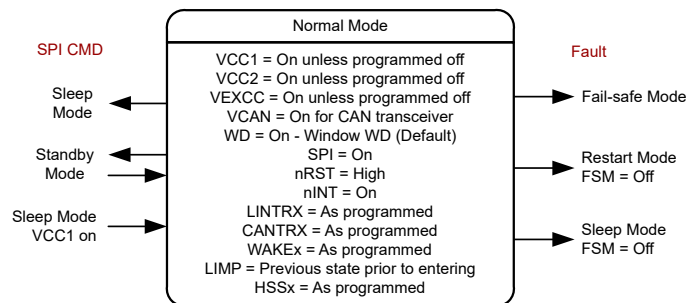 Normal Mode
SPI CMD
Fault
VCC1 = On unless programmed off
VCC2 = On unless programmed off
VEXCC = On unless programmed off
VCAN = On for CAN transceiver
WD = On - Window WD (Default)
SPI = On
nRST = High
nINT = On
LINTRX = As programmed
CANTRX = As programmed
WAKEx = As programmed
LIMP = Previous state prior to entering
HSSx = As programmed
Sleep
Mode
Standby
Mode
Sleep Mode
VCC1 on
Fail-safe Mode
Restart Mode
FSM = Off
Sleep Mode
FSM = Off